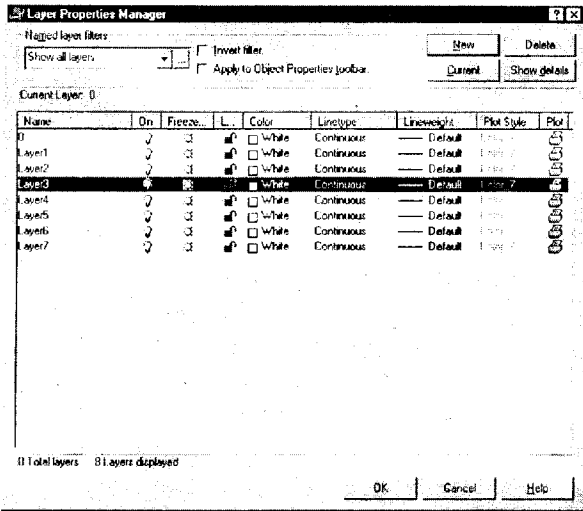 Layer Properties Manager
Named layer filters
Show all layers
...
Invert filter
Apply to Object Properties toolbar
New
Delete
Current
Show details
Current Layer: 0
Name On Freeze... L... Color Linetype Lineweight Plot Style Plot
0 White Continuous Default
Layer1 White Continuous Default
Layer2 White Continuous Default
Layer3 White Continuous Default Color_7
Layer4 White Continuous Default
Layer5 White Continuous Default
Layer6 White Continuous Default
Layer7 White Continuous Default
Total layers 8 Layers displayed
OK
Cancel
Help